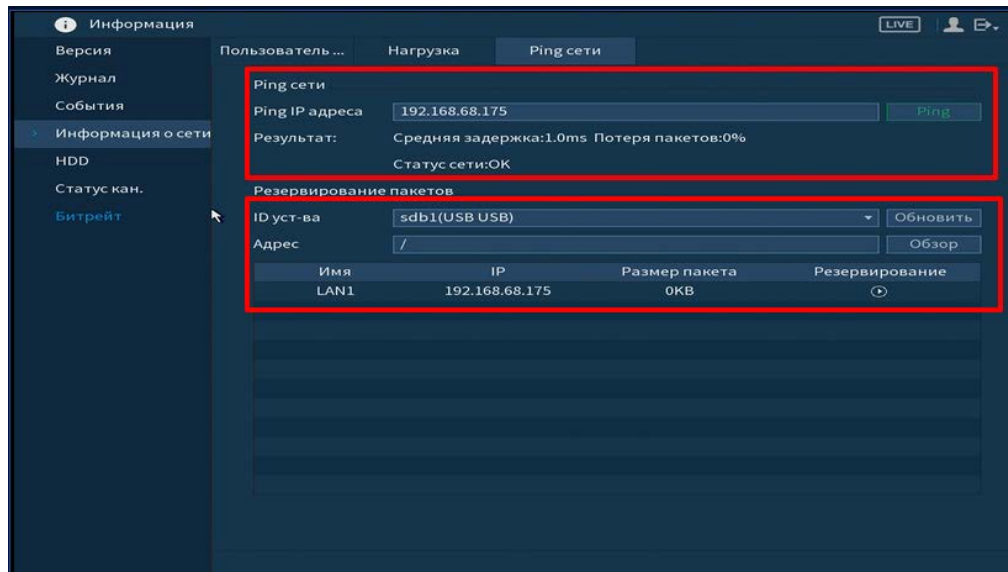 Информация LIVE
Версия
Журнал
События
Информация о сети
HDD
Статус кан.
Битрейт
Пользователь ... Нагрузка Ping сети
Ping сети
Ping IP адреса 192.168.68.175 Ping
Результат: Средняя задержка:1.0ms Потеря пакетов:0%
Статус сети:OK
Резервирование пакетов
ID уст-ва sdb1(USB USB) Обновить
Адрес / Обзор
Имя IP Размер пакета Резервирование
LAN1 192.168.68.175 0KB